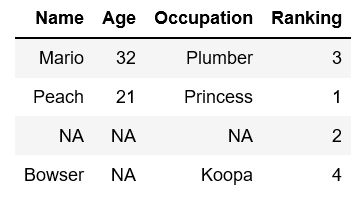 Name Age Occupation Ranking
Mario 32 Plumber 3
Peach 21 Princess 1
NA NA NA 2
Bowser NA Koopa 4